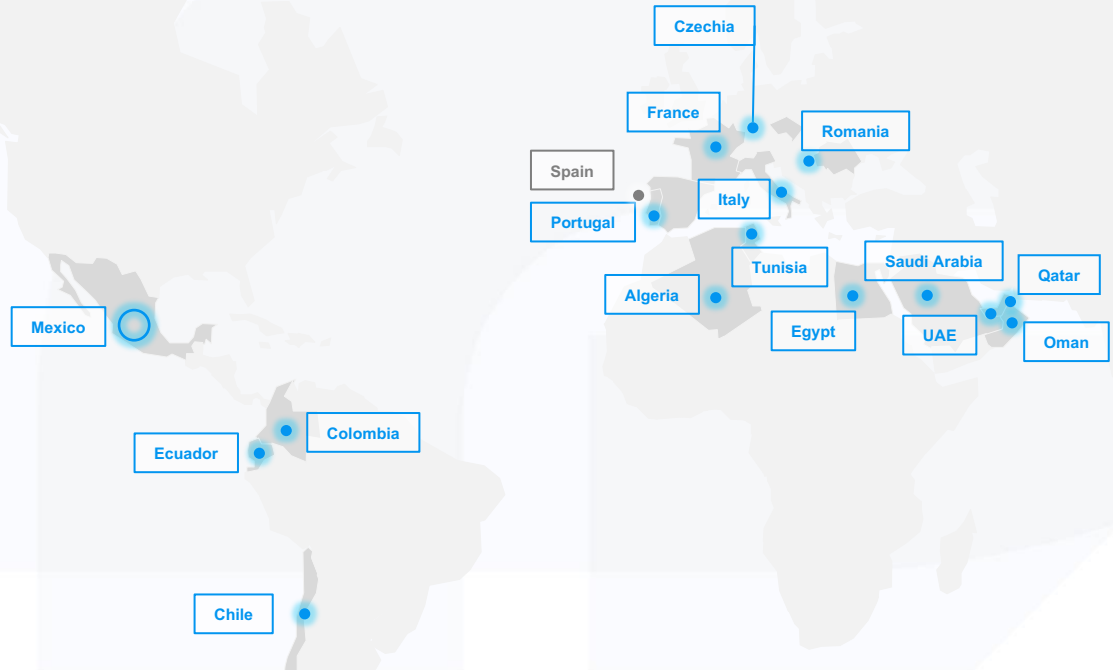 Czechia
France
Romania
Spain
Italy
Portugal
Tunisia
Saudi Arabia
Qatar
Algeria
Egypt
UAE
Oman
Mexico
Colombia
Ecuador
Chile